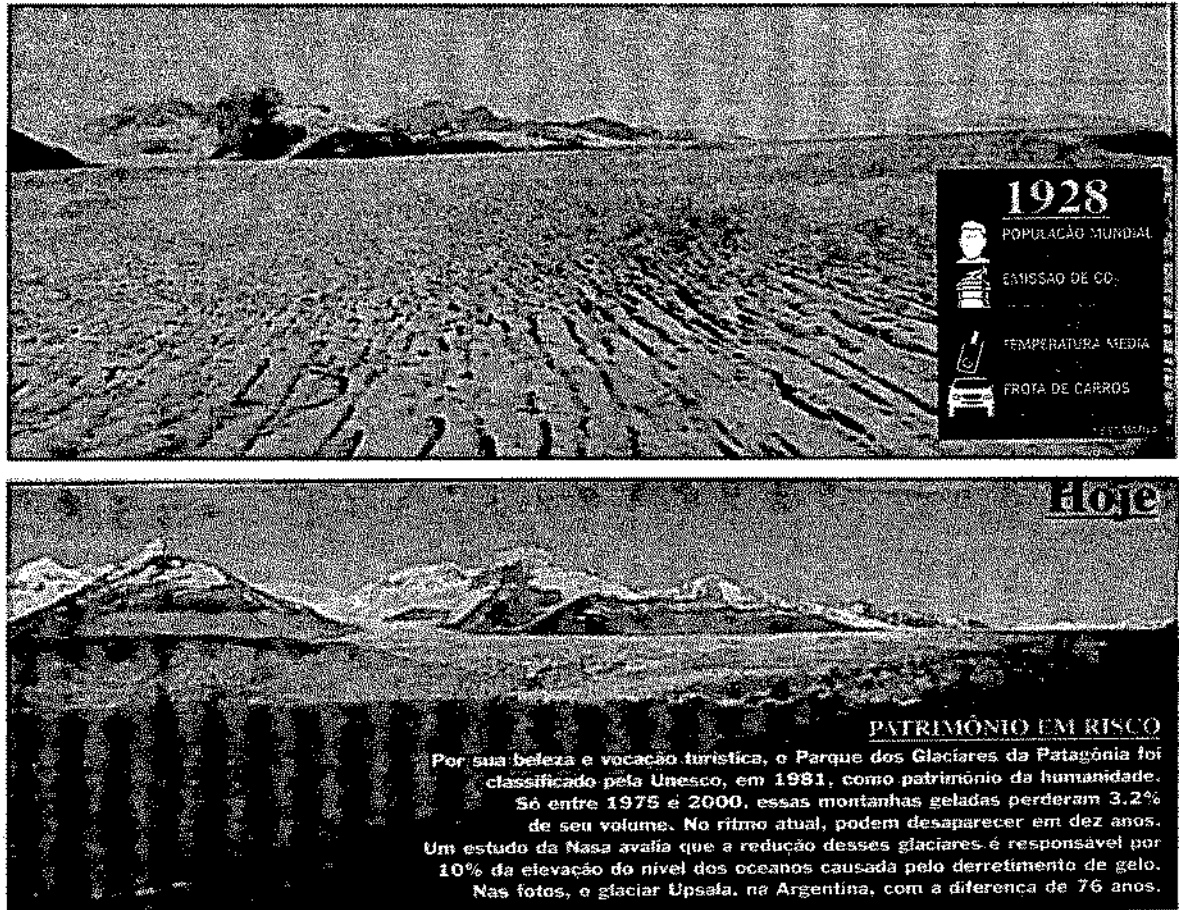 1928
POPULAÇÃO MUNDIAL
EMISSÃO DE CO₂
TEMPERATURA MEDIA
FROTA DE CARROS
Hoje
PATRIMÔNIO EM RISCO
Por sua beleza e vocação turística, o Parque dos Glaciares da Patagônia foi
classificado pela Unesco, em 1981, como patrimônio da humanidade.
Só entre 1975 e 2000, essas montanhas geladas perderam 3.2%
de seu volume. No ritmo atual, podem desaparecer em dez anos.
Um estudo da Nasa avalia que a redução desses glaciares é responsável por
10% da elevação do nível dos oceanos causada pelo derretimento de gelo.
Nas fotos, o glaciar Upsala, na Argentina, com a diferença de 76 anos.